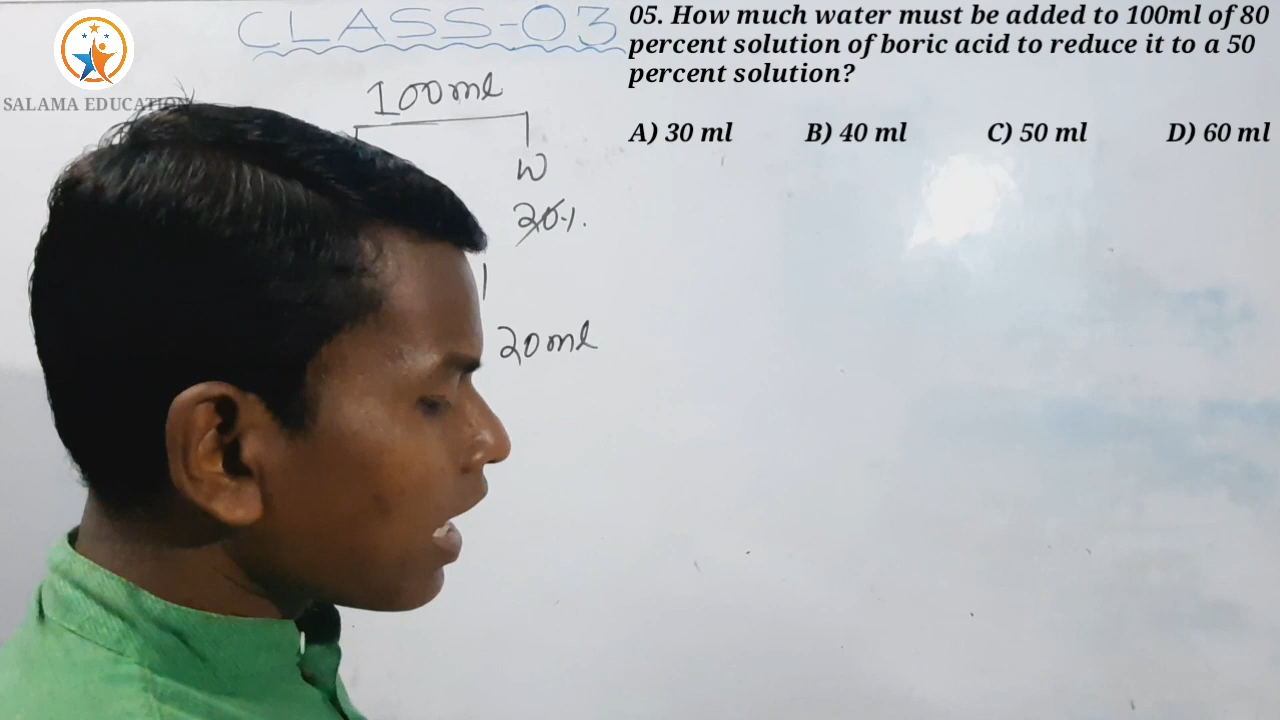 CLASS-03
SALAMA EDUCATION
05. How much water must be added to 100ml of 80
percent solution of boric acid to reduce it to a 50
percent solution?
A) 30 ml B) 40 ml C) 50 ml D) 60 ml
100ml
W
20%.
20ml